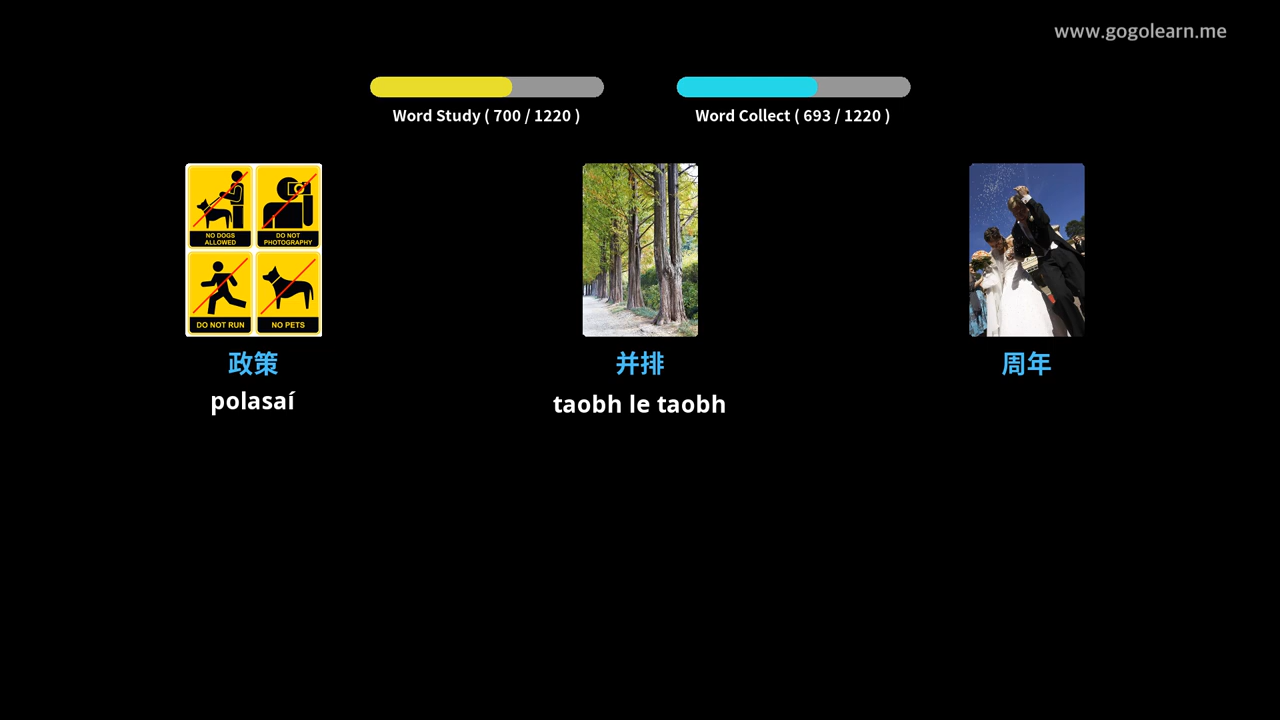 www.gogolearn.me
Word Study ( 700 / 1220 )
Word Collect ( 693 / 1220 )
NO DOGS
ALLOWED
DO NOT
PHOTOGRAPHY
DO NOT RUN
NO PETS
政策
并排
周年
polasaí
taobh le taobh